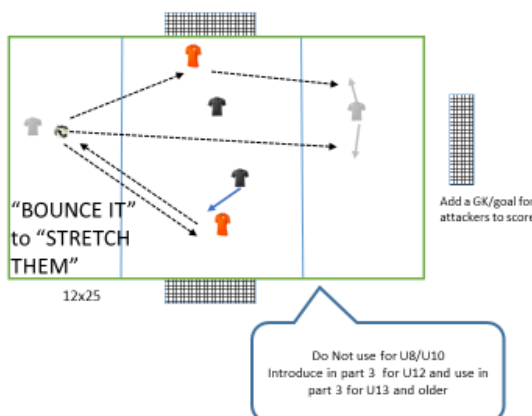 "BOUNCE IT"
to "STRETCH
THEM"
12x25
Add a GK/goal for
attackers to score
Do Not use for U8/U10
Introduce in part 3 for U12 and use in
part 3 for U13 and older